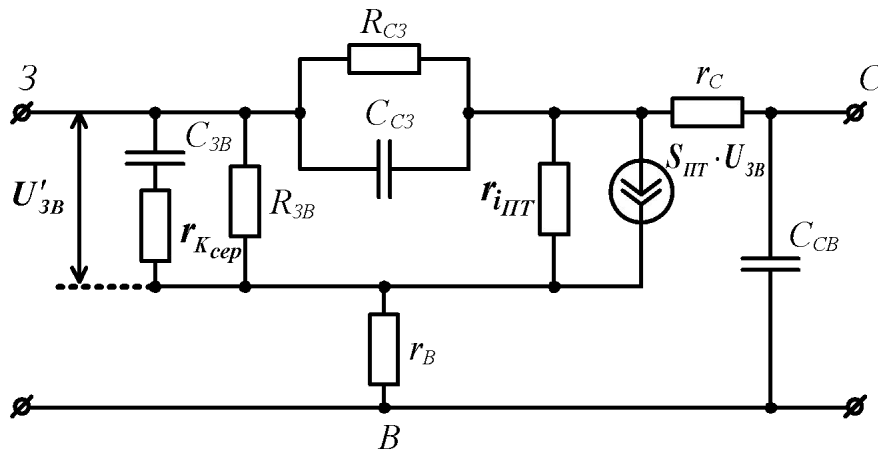 R_СЗ
З
r_С
С
C_СЗ
C_ЗВ
S_ПТ · U_ЗВ
U′_ЗВ
r_i_ПТ
R_ЗВ
r_К_сер
C_СВ
r_В
В